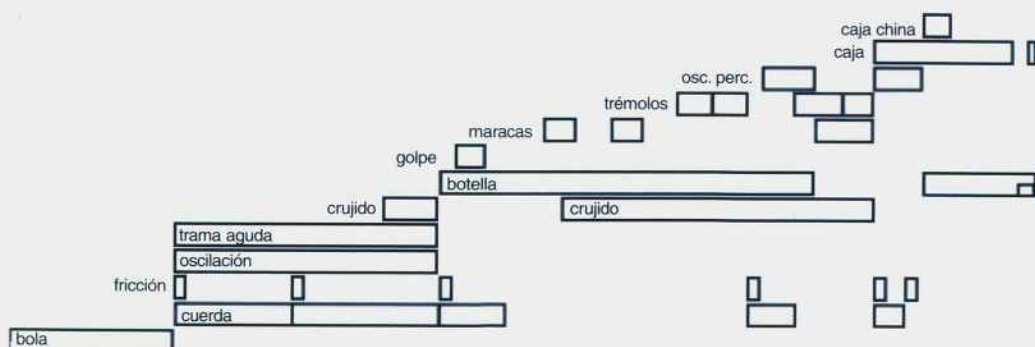 caja china
caja
osc. perc.
trémolos
maracas
golpe
botella
crujido
crujido
trama aguda
oscilación
fricción
cuerda
bola